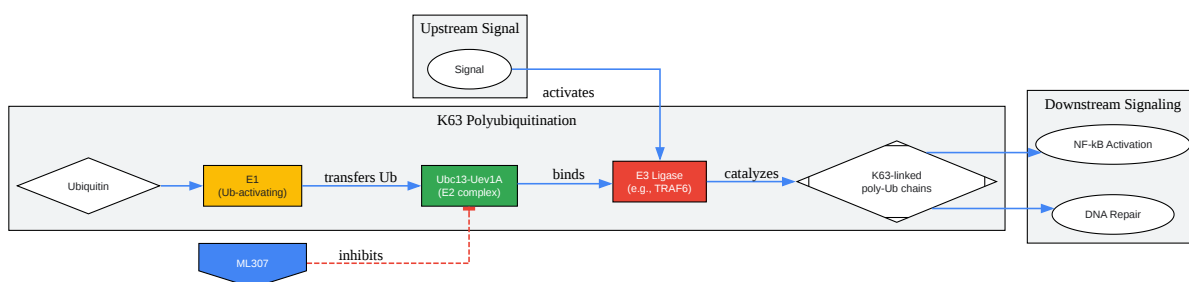 Upstream Signal
Signal
activates
K63 Polyubiquitination
Ubiquitin
E1
(Ub-activating)
transfers Ub
Ubc13-Uev1A
(E2 complex)
binds
E3 Ligase
(e.g., TRAF6)
catalyzes
K63-linked
poly-Ub chains
Downstream Signaling
NF-kB Activation
DNA Repair
ML307
inhibits